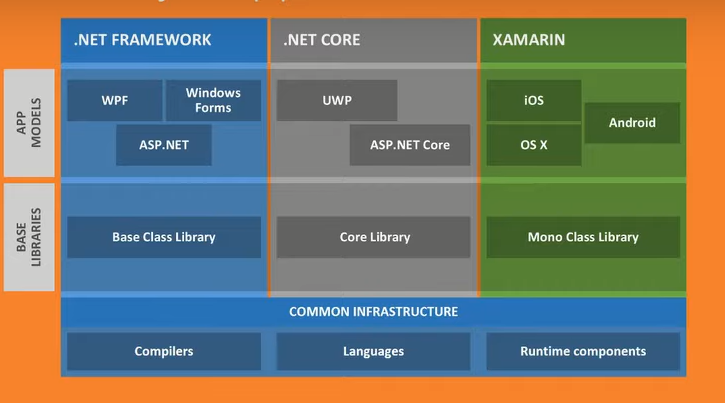 .NET FRAMEWORK
.NET CORE
XAMARIN
APP
MODELS
WPF
Windows
Forms
ASP.NET
UWP
ASP.NET Core
iOS
Android
OS X
BASE
LIBRARIES
Base Class Library
Core Library
Mono Class Library
COMMON INFRASTRUCTURE
Compilers
Languages
Runtime components